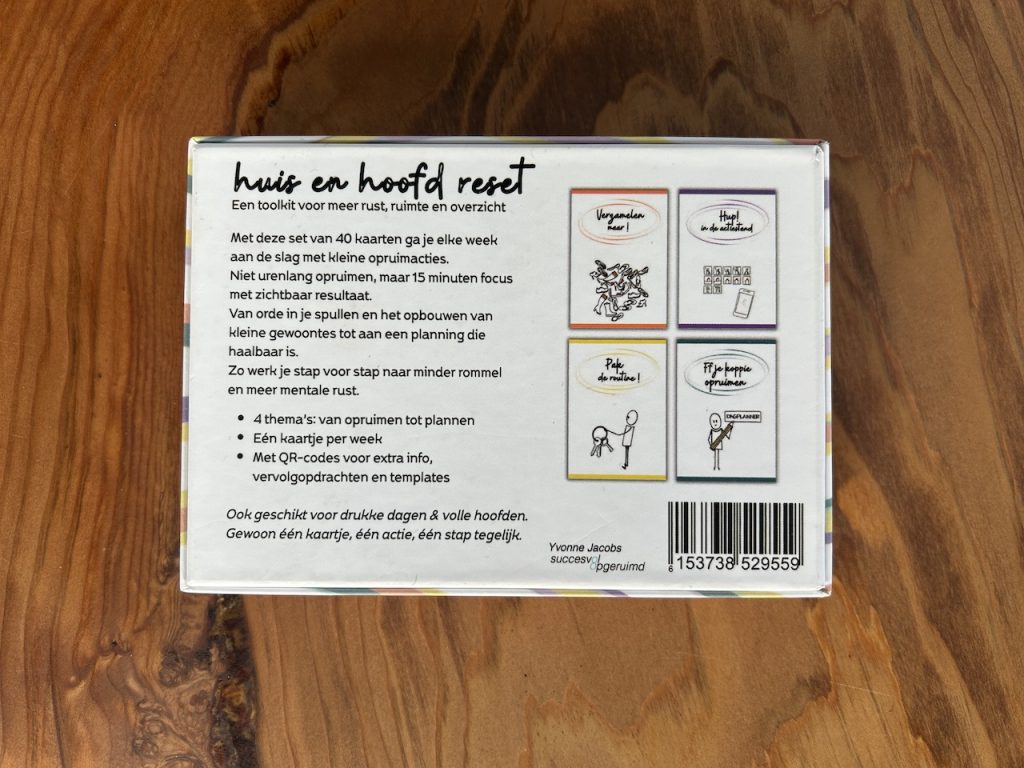 huis en hoofd reset
Een toolkit voor meer rust, ruimte en overzicht
Met deze set van 40 kaarten ga je elke week
aan de slag met kleine opruimacties.
Niet urenlang opruimen, maar 15 minuten focus
met zichtbaar resultaat.
Van orde in je spullen en het opbouwen van
kleine gewoontes tot aan een planning die
haalbaar is.
Zo werk je stap voor stap naar minder rommel
en meer mentale rust.
• 4 thema's: van opruimen tot plannen
• Eén kaartje per week
• Met QR-codes voor extra info,
vervolgopdrachten en templates
Ook geschikt voor drukke dagen & volle hoofden.
Gewoon één kaartje, één actie, één stap tegelijk.
Verzamelen
maar!
Hup!
in de actiestand
Pak
de routine!
Ff je koppie
opruimen
DAGPLANNER
Yvonne Jacobs
succesvol
opgeruimd
6 153738 529559